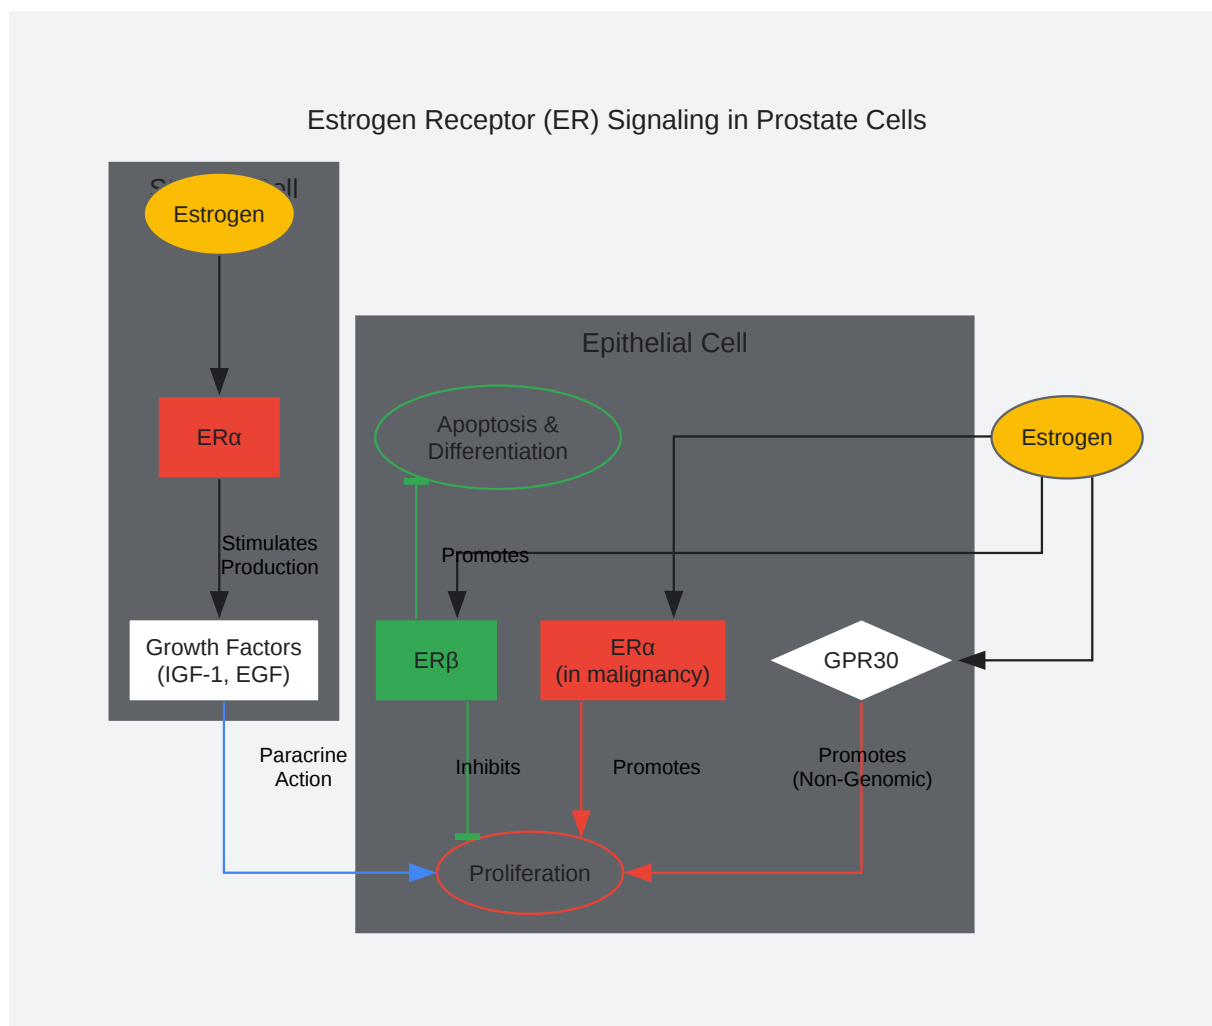 Estrogen Receptor (ER) Signaling in Prostate Cells
Estrogen
ERα
Stimulates
Production
Growth Factors
(IGF-1, EGF)
Paracrine
Action
Epithelial Cell
Apoptosis &
Differentiation
Estrogen
Promotes
ERβ
ERα
(in malignancy)
GPR30
Inhibits
Promotes
Promotes
(Non-Genomic)
Proliferation